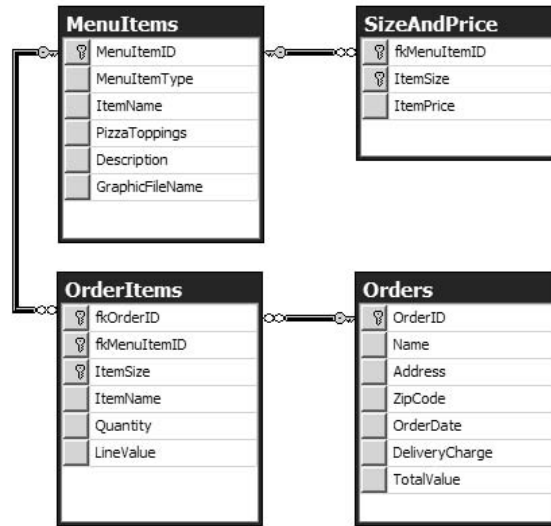 MenuItems
MenuItemID
MenuItemType
ItemName
PizzaToppings
Description
GraphicFileName
SizeAndPrice
fkMenuItemID
ItemSize
ItemPrice
OrderItems
fkOrderID
fkMenuItemID
ItemSize
ItemName
Quantity
LineValue
Orders
OrderID
Name
Address
ZipCode
OrderDate
DeliveryCharge
TotalValue